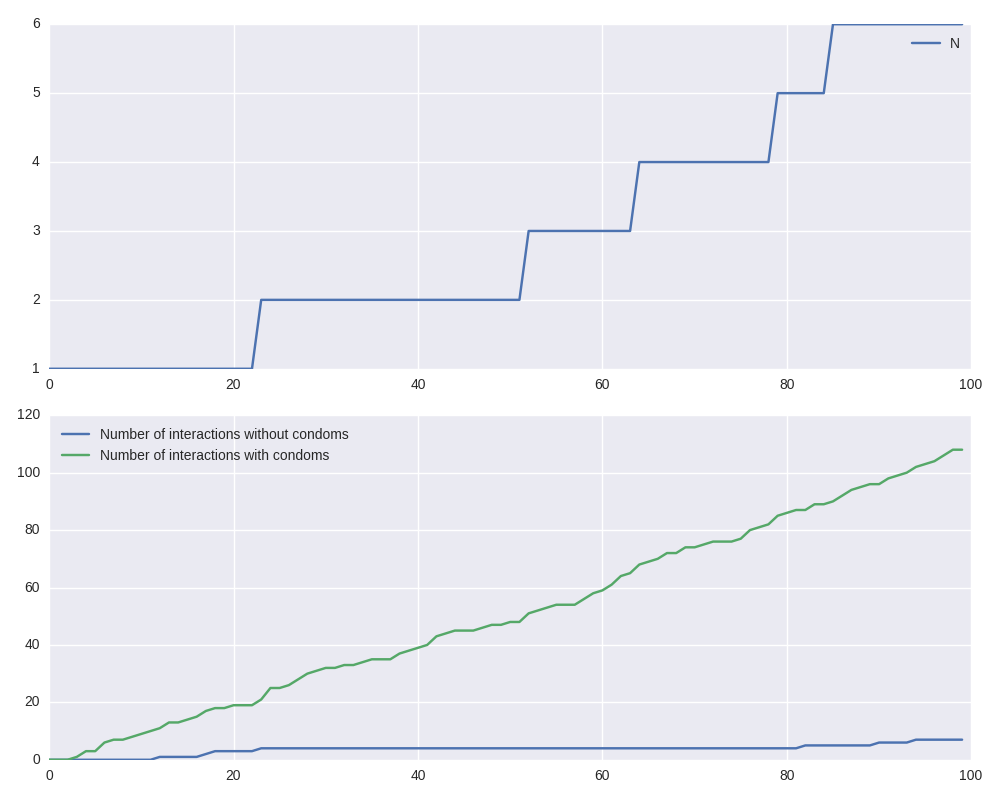 6
N
5
4
3
2
1
0 20 40 60 80 100
120
Number of interactions without condoms
Number of interactions with condoms
100
80
60
40
20
0
0 20 40 60 80 100